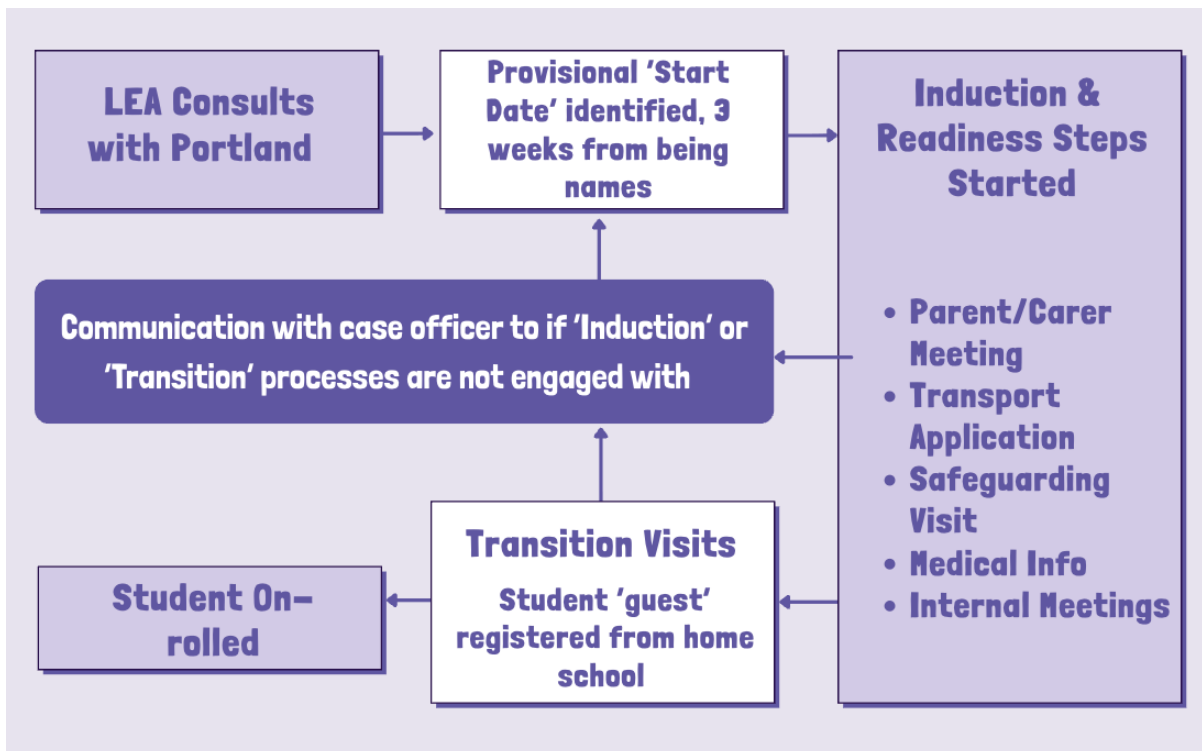 LEA Consults
with Portland
Provisional 'Start
Date' identified, 3
weeks from being
names
Induction &
Readiness Steps
Started
• Parent/Carer
Meeting
• Transport
Application
• Safeguarding
Visit
• Medical Info
• Internal Meetings
Communication with case officer to if 'Induction' or
'Transition' processes are not engaged with
Transition Visits
Student 'guest'
registered from home
school
Student On-
rolled